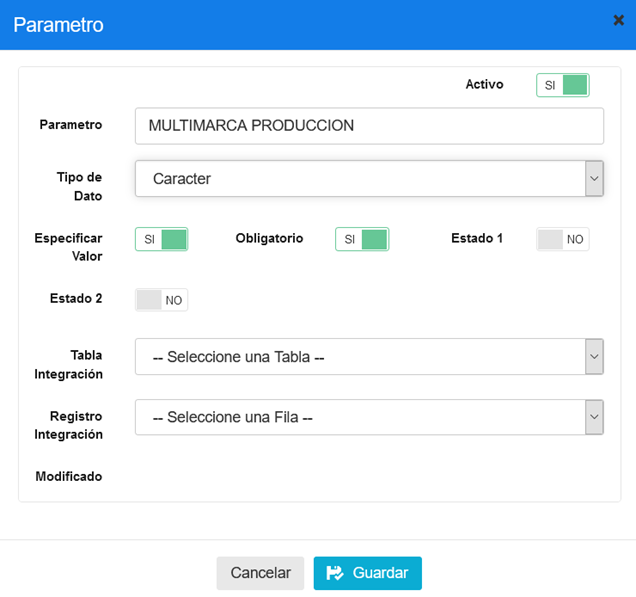 Parametro
Activo SI
Parametro MULTIMARCA PRODUCCION
Tipo de
Dato
Caracter
Especificar
Valor
SI
Obligatorio SI
Estado 1 NO
Estado 2 NO
Tabla
Integración
-- Seleccione una Tabla --
Registro
Integración
-- Seleccione una Fila --
Modificado
Cancelar
Guardar